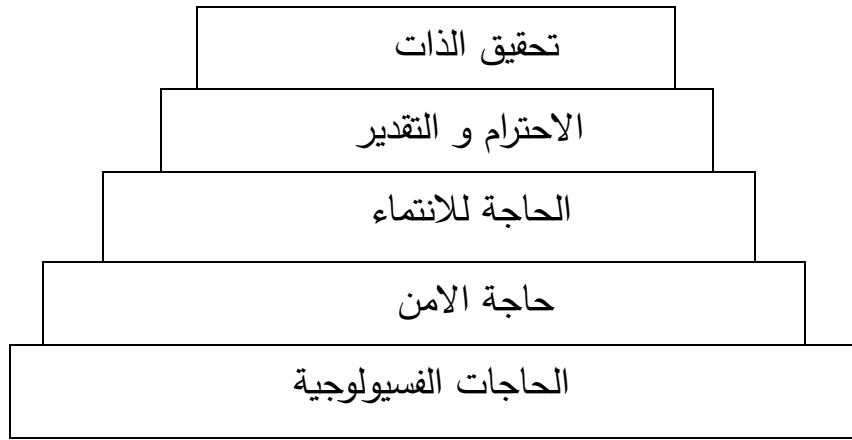 تحقيق الذات
الاحترام و التقدير
الحاجة للانتماء
حاجة الامن
الحاجات الفسيولوجية